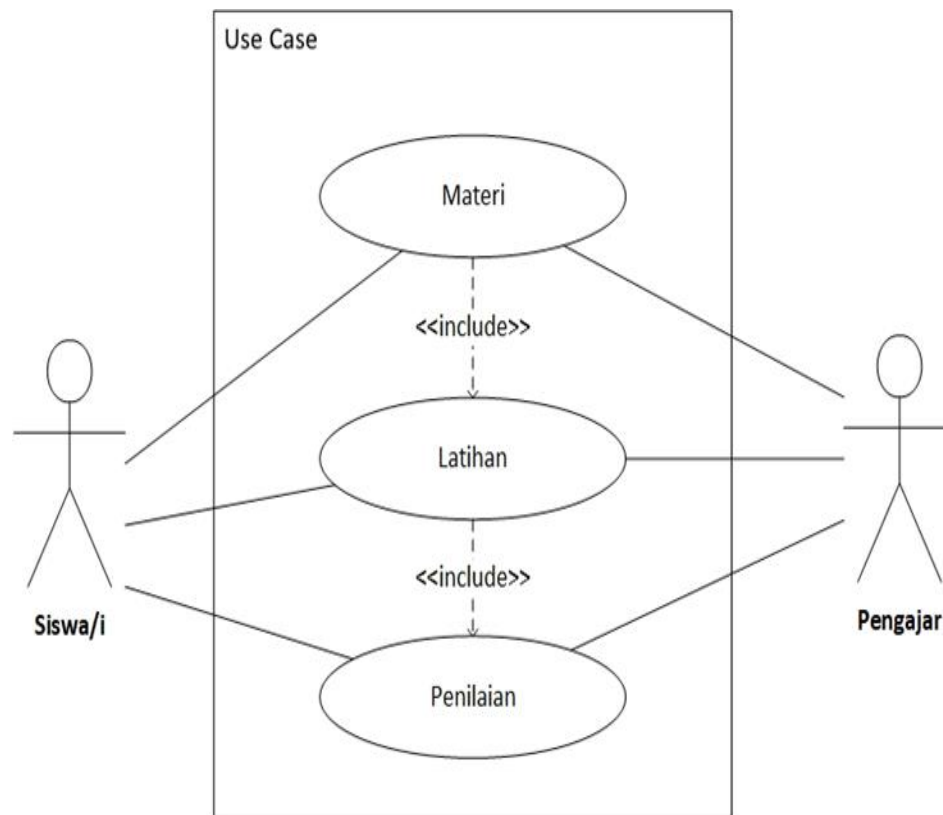 Use Case
Materi
<<include>>
Latihan
<<include>>
Siswa/i
Pengajar
Penilaian